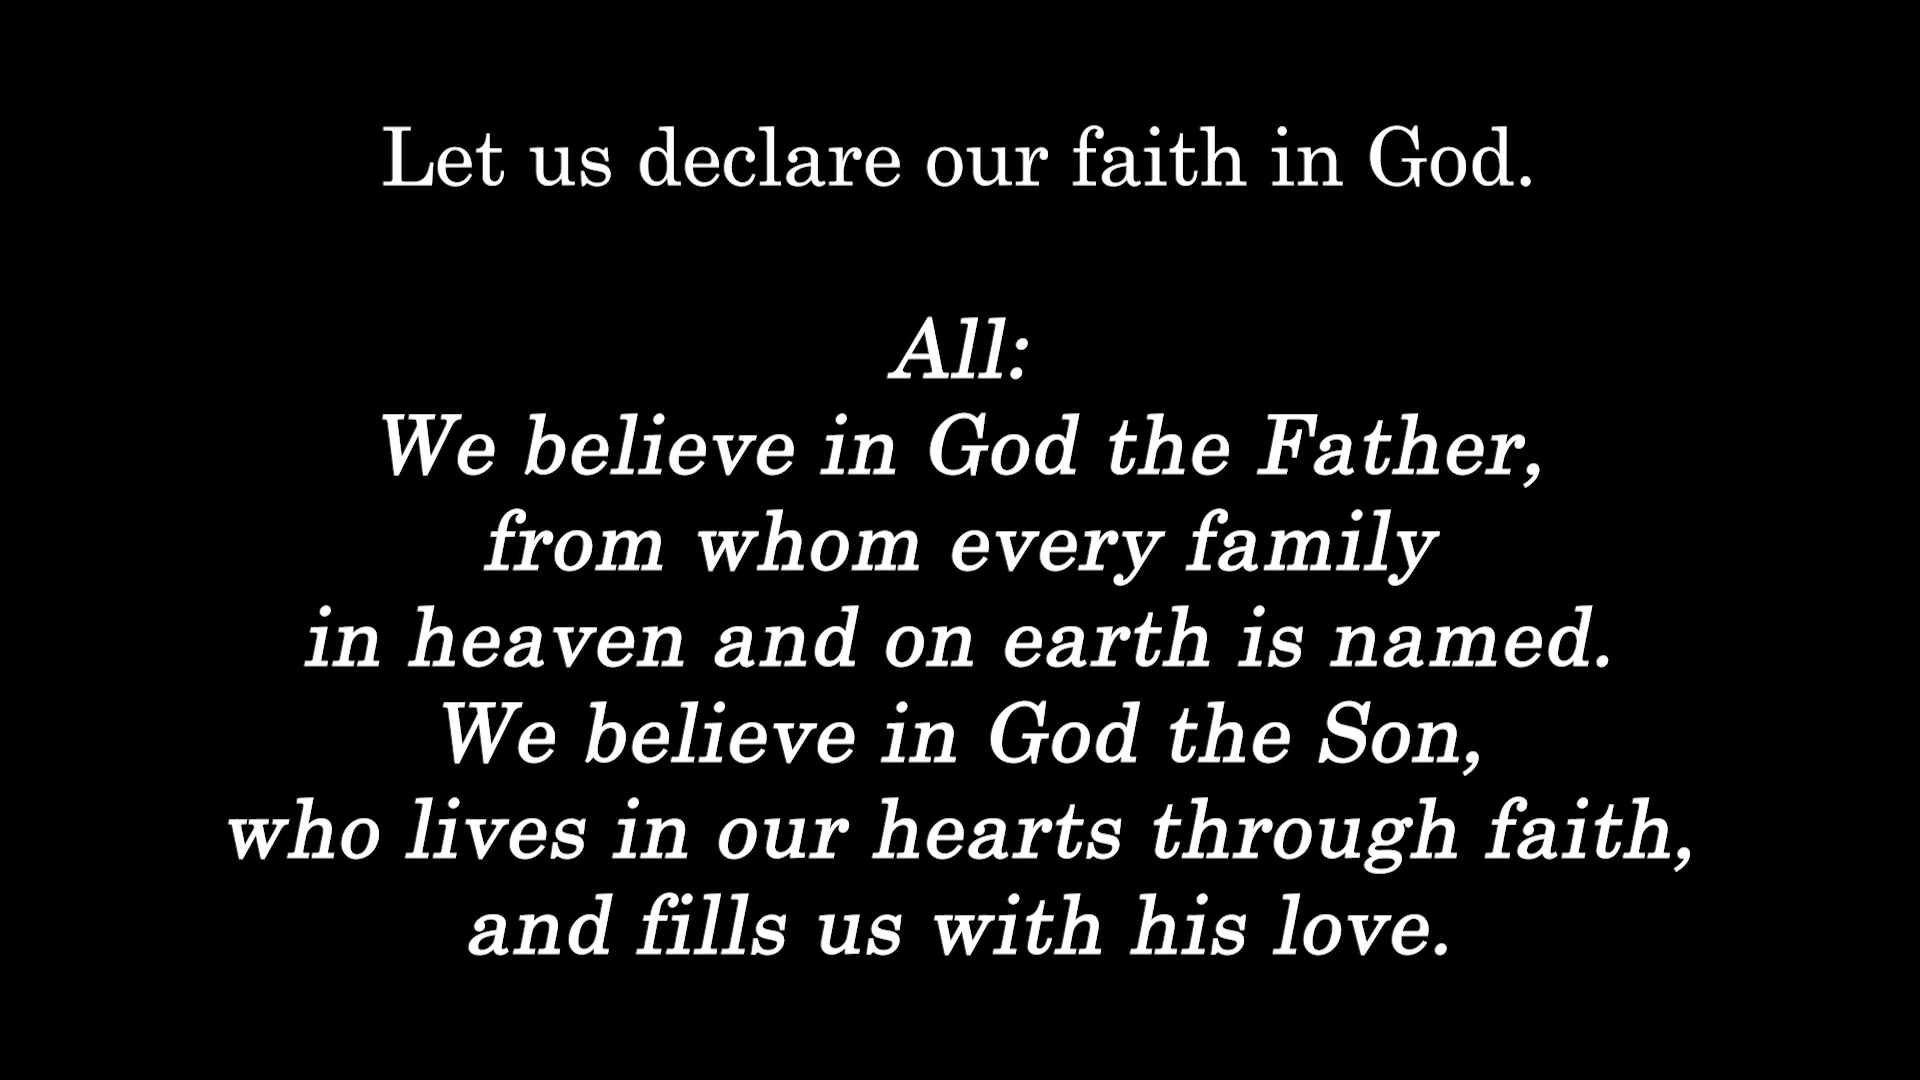 Let us declare our faith in God.
All:
We believe in God the Father,
from whom every family
in heaven and on earth is named.
We believe in God the Son,
who lives in our hearts through faith,
and fills us with his love.